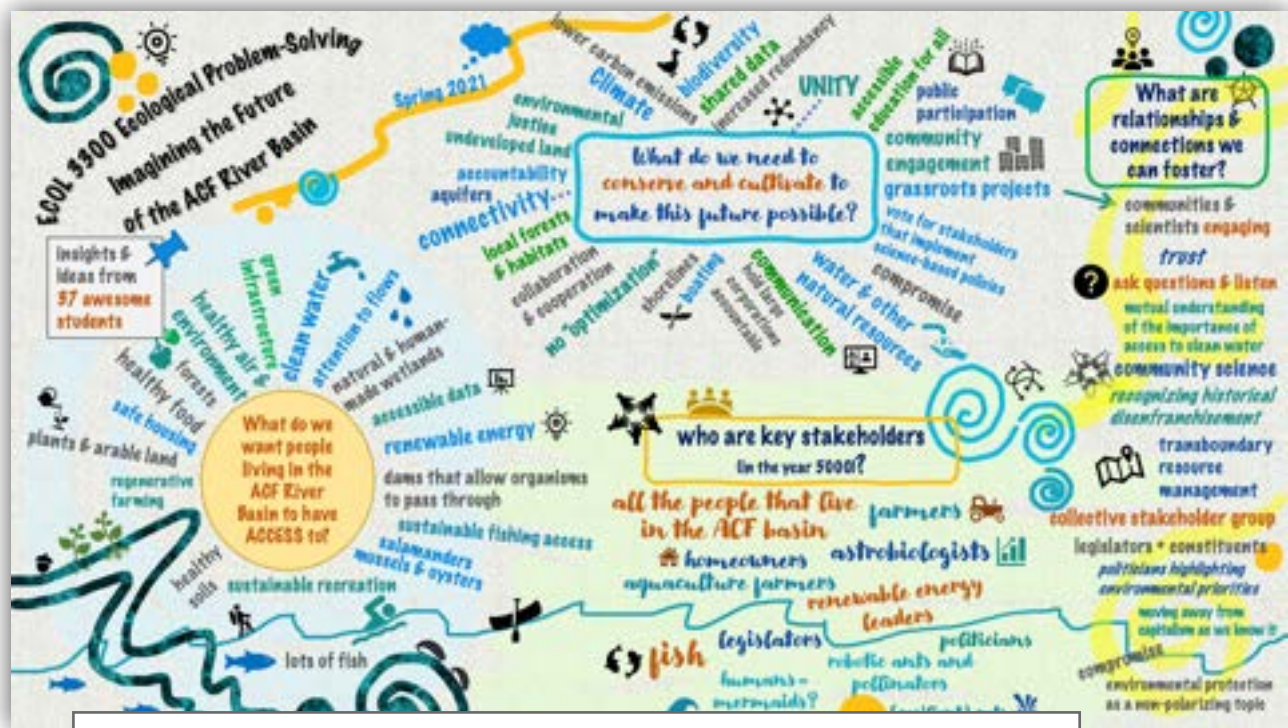 ECOL 3300 Ecological Problem-Solving
Imagining the Future
of the ACF River Basin
Spring 2021
insights &
ideas from
37 awesome
students
What do we
want people
living in the
ACF River
Basin to have
ACCESS to?
regenerative
farming
plants & arable land
safe housing
healthy food
forests
healthy air &
environment
green
infrastructure
clean water
attention to flows
natural & human-
made wetlands
accessible data
renewable energy
dams that allow organisms
to pass through
sustainable fishing access
salamanders
mussels & oysters
sustainable recreation
healthy
soils
lots of fish
What do we need to
conserve and cultivate to
make this future possible?
connectivity...
aquifers
accountability
undeveloped land
environmental
justice
Climate
lower carbon emissions
biodiversity
shared data
increased redundancy
UNITY
accessible
education for all
public
participation
community
engagement
grassroots projects
vote for stakeholders
that implement
science-based policies
compromise
water & other
natural resources
communication
hold large
corporations
accountable
boating
shorelines
no "optimization"
collaboration
& cooperation
local forests
& habitats
who are key stakeholders
(in the year 5000)?
all the people that live
in the ACF basin
farmers
homeowners
astrobiologists
aquaculture farmers
renewable energy
leaders
fish
legislators
politicians
robotic ants and
pollinators
humans-
mermaids?
What are
relationships &
connections we
can foster?
communities &
scientists engaging
trust
ask questions & listen
mutual understanding
of the importance of
access to clean water
community science
recognizing historical
disenfranchisement
transboundary
resource
management
collective stakeholder group
legislators + constituents
politicians highlighting
environmental priorities
moving away from
capitalism as we know it
compromise
environmental protection
as a non-polarizing topic